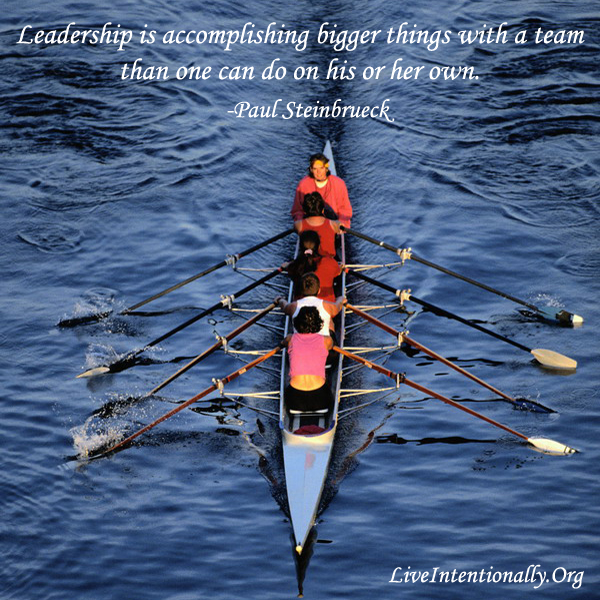 Leadership is accomplishing bigger things with a team
than one can do on his or her own.
-Paul Steinbrueck
LiveIntentionally.Org